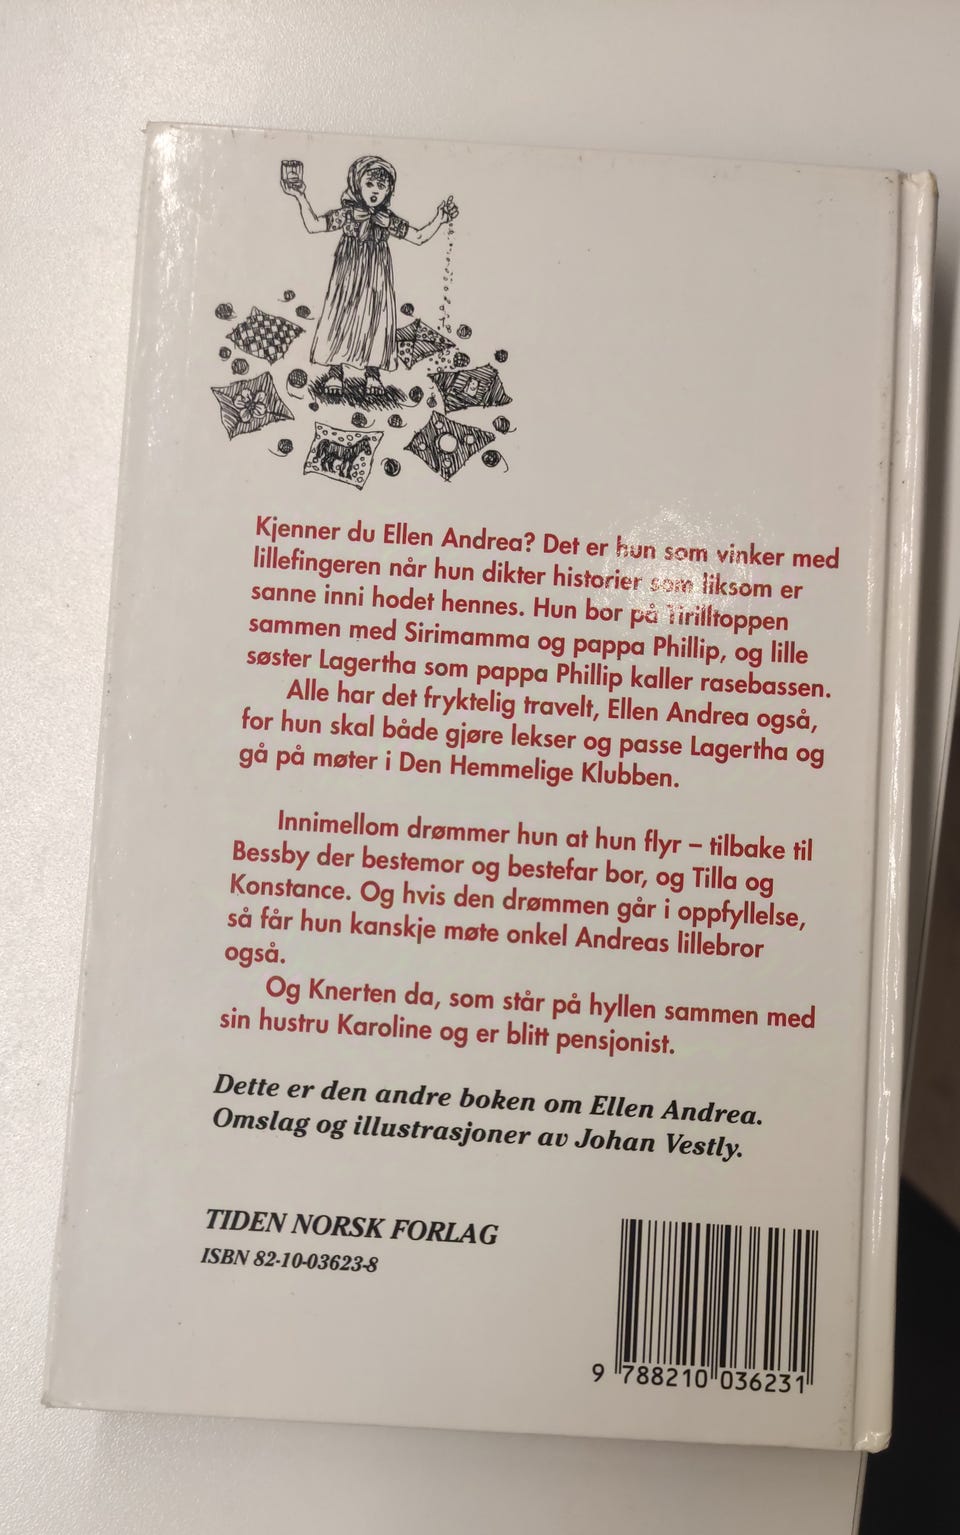 Kjenner du Ellen Andrea? Det er hun som vinker med
lillefingeren når hun dikter historier som liksom er
sanne inni hodet hennes. Hun bor på Tirilltoppen
sammen med Sirimamma og pappa Phillip, og lille
søster Lagertha som pappa Phillip kaller rasebassen.
Alle har det fryktelig travelt, Ellen Andrea også,
for hun skal både gjøre lekser og passe Lagertha og
gå på møter i Den Hemmelige Klubben.
Innimellom drømmer hun at hun flyr – tilbake til
Bessby der bestemor og bestefar bor, og Tilla og
Konstance. Og hvis den drømmen går i oppfyllelse,
så får hun kanskje møte onkel Andreas lillebror
også.
Og Knerten da, som står på hyllen sammen med
sin hustru Karoline og er blitt pensjonist.
Dette er den andre boken om Ellen Andrea.
Omslag og illustrasjoner av Johan Vestly.
TIDEN NORSK FORLAG
ISBN 82-10-03623-8
9 788210 036231